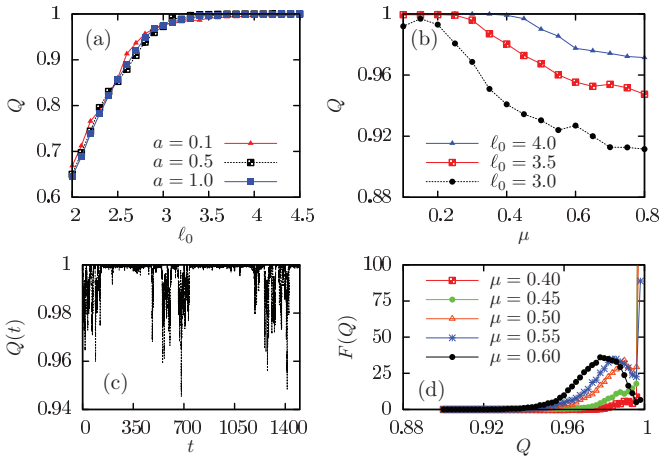 (a)
1
0.9
0.8
0.7
0.6
Q
a = 0.1
a = 0.5
a = 1.0
2
2.5
3
3.5
4
4.5
ℓ₀
(b)
1
0.96
0.92
0.88
Q
ℓ₀ = 4.0
ℓ₀ = 3.5
ℓ₀ = 3.0
0.2
0.4
0.6
0.8
μ
1
0.98
0.96
0.94
Q(t)
(c)
0
350
700
1050
1400
t
100
75
50
25
0
F(Q)
μ = 0.40
μ = 0.45
μ = 0.50
μ = 0.55
μ = 0.60
(d)
0.88
0.92
0.96
1
Q